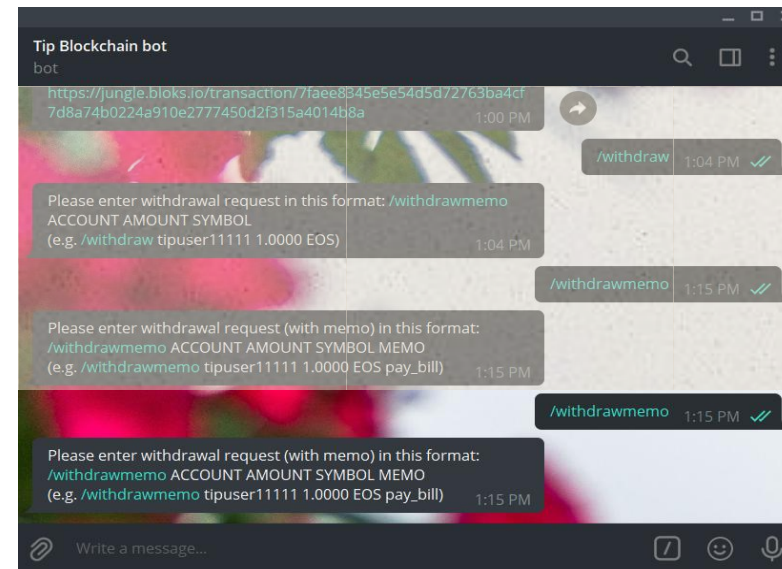 Tip Blockchain bot
bot
https://jungle.bloks.io/transaction/7faee8345e5e54d5d72763ba4cf
7d8a74b0224a910e2777450d2f315a4014b8a
1:00 PM
/withdraw 1:04 PM
Please enter withdrawal request in this format: /withdrawmemo
ACCOUNT AMOUNT SYMBOL
(e.g. /withdraw tipuser11111 1.0000 EOS) 1:04 PM
/withdrawmemo 1:15 PM
Please enter withdrawal request (with memo) in this format:
/withdrawmemo ACCOUNT AMOUNT SYMBOL MEMO
(e.g. /withdrawmemo tipuser11111 1.0000 EOS pay_bill) 1:15 PM
/withdrawmemo 1:15 PM
Please enter withdrawal request (with memo) in this format:
/withdrawmemo ACCOUNT AMOUNT SYMBOL MEMO
(e.g. /withdrawmemo tipuser11111 1.0000 EOS pay_bill) 1:15 PM
Write a message...